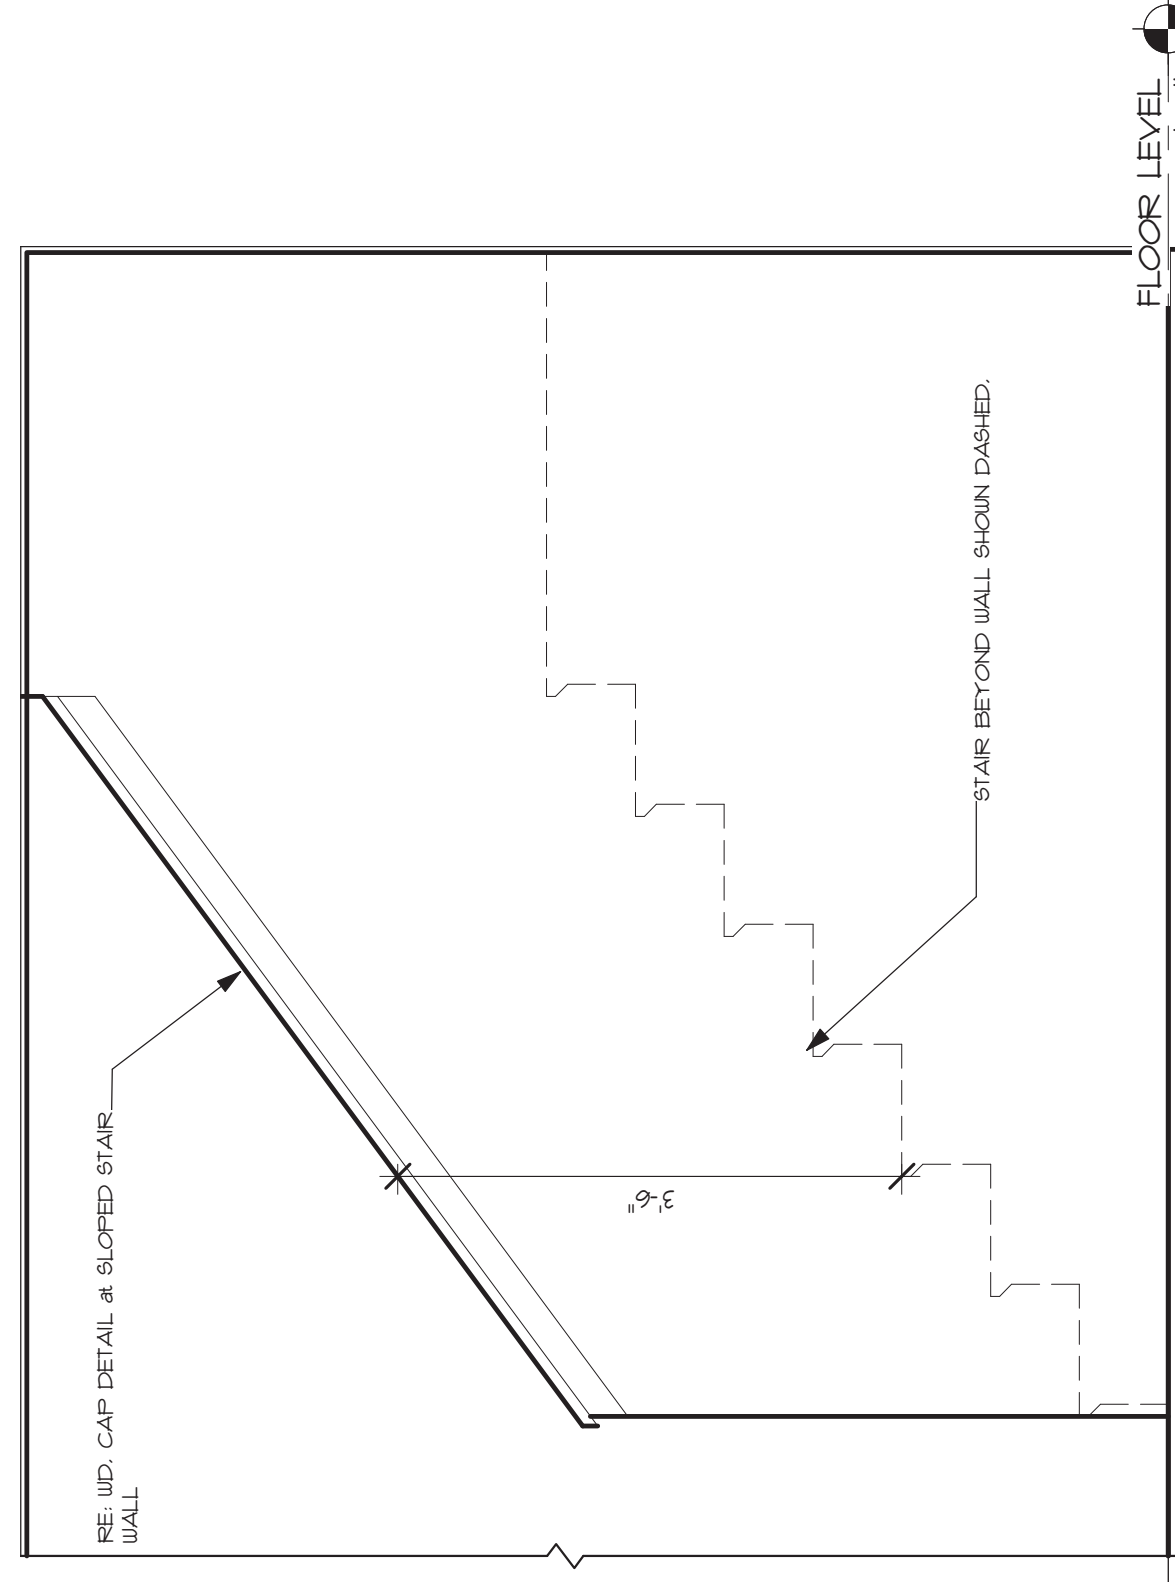 RE: WD. CAP DETAIL at SLOPED STAIR
WALL
3'-6"
STAIR BEYOND WALL SHOWN DASHED.
FLOOR LEVEL